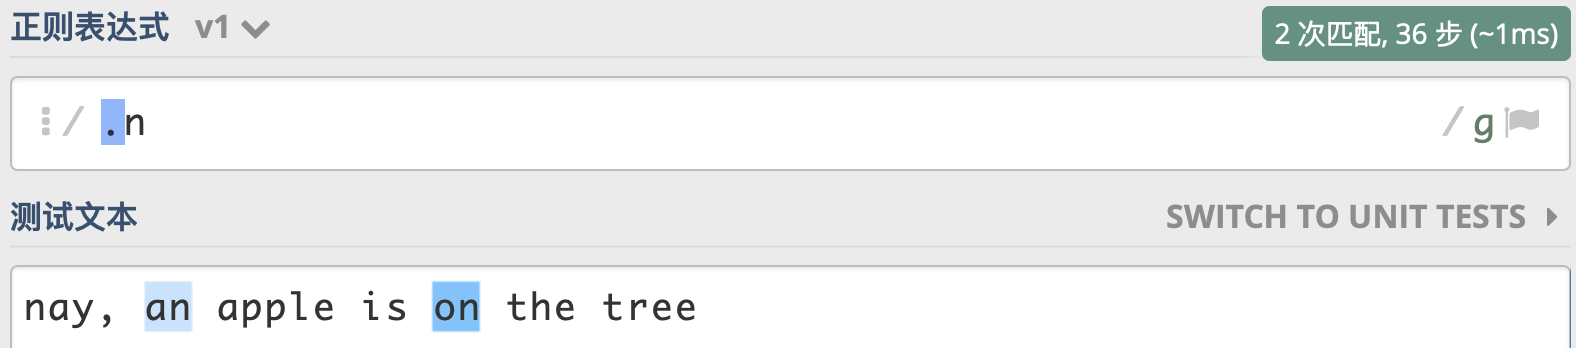 正则表达式 v1
2 次匹配, 36 步 (~1ms)
/ .n / g
测试文本 SWITCH TO UNIT TESTS
nay, an apple is on the tree